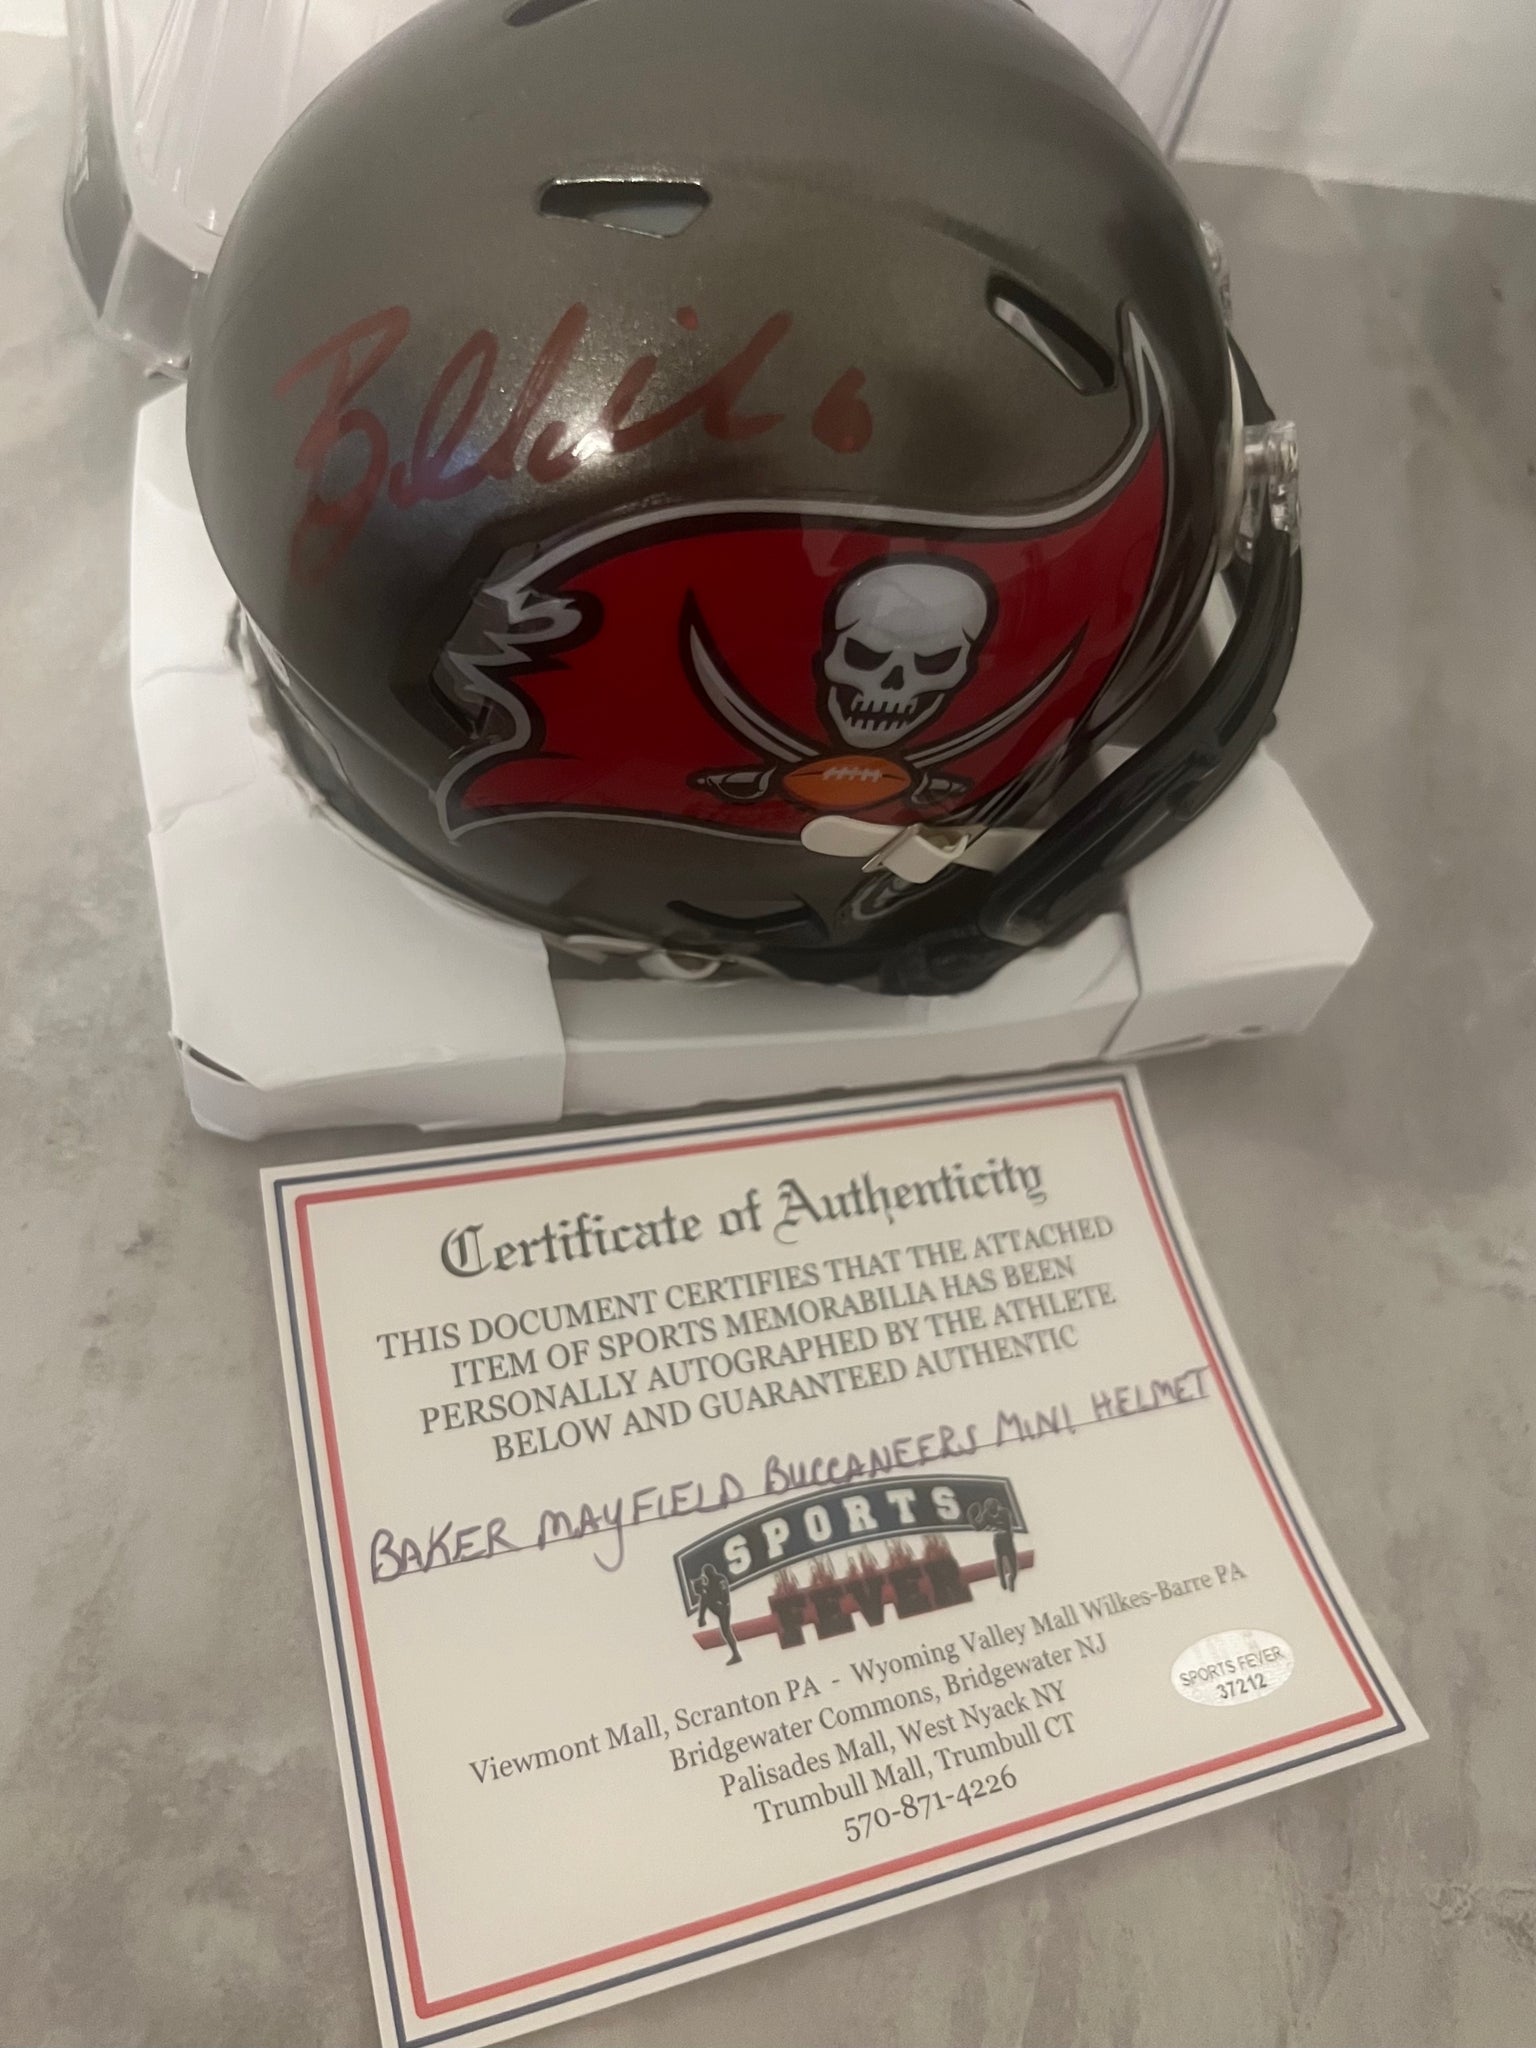 Certificate of Authenticity
THIS DOCUMENT CERTIFIES THAT THE ATTACHED
ITEM OF SPORTS MEMORABILIA HAS BEEN
PERSONALLY AUTOGRAPHED BY THE ATHLETE
BELOW AND GUARANTEED AUTHENTIC
BAKER MAYFIELD BUCCANEERS MINI HELMET
SPORTS
FEVER
Viewmont Mall, Scranton PA - Wyoming Valley Mall Wilkes-Barre PA
Bridgewater Commons, Bridgewater NJ
Palisades Mall, West Nyack NY
Trumbull Mall, Trumbull CT
570-871-4226
SPORTS FEVER
37212